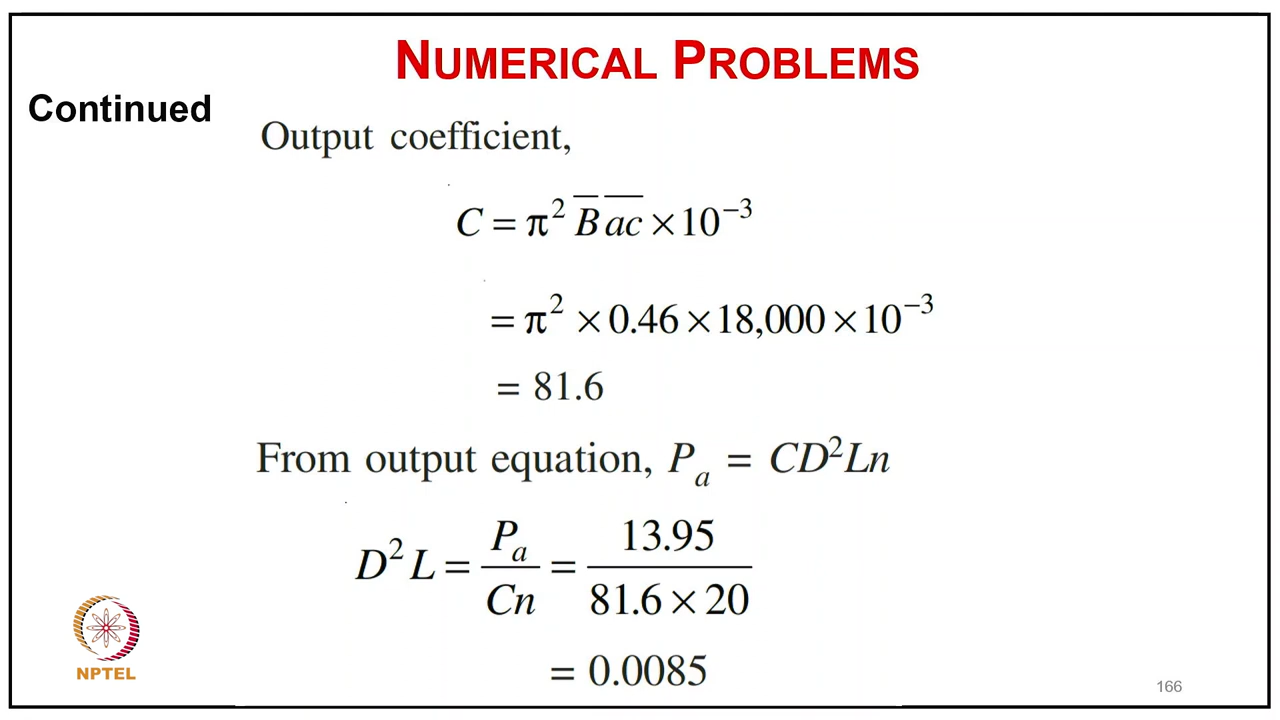 NUMERICAL PROBLEMS
Continued
Output coefficient,
C = π² B̅ a̅c̅ × 10⁻³
= π² × 0.46 × 18,000 × 10⁻³
= 81.6
From output equation, Pₐ = CD²Ln
D²L = Pₐ/Cn = 13.95/(81.6 × 20)
= 0.0085
NPTEL
166